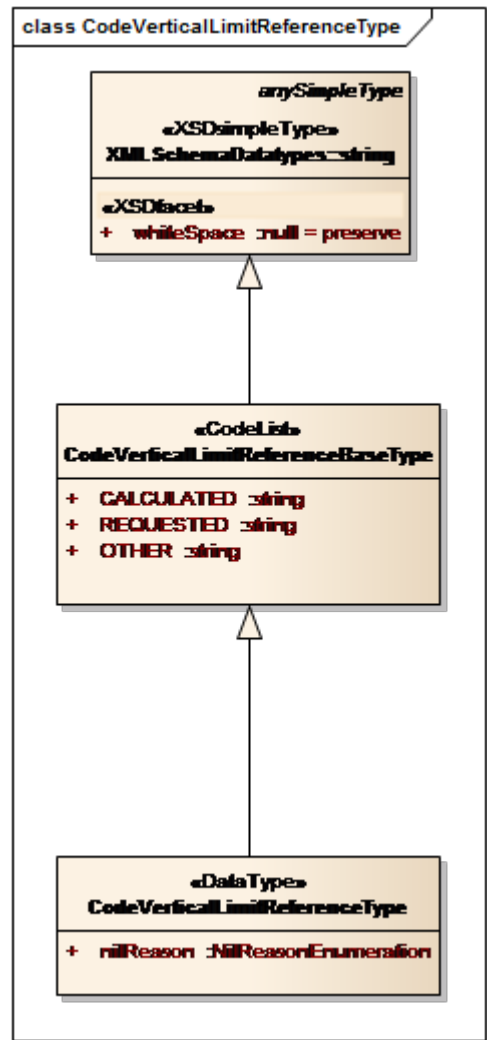 class CodeVerticalLimitReferenceType
anySimpleType
«XSDsimpleType»
XMLSchemaDatatypes::string
«XSDfacet»
+ whiteSpace :null = preserve
«CodeList»
CodeVerticalLimitReferenceBaseType
+ CALCULATED :string
+ REQUESTED :string
+ OTHER :string
«DataType»
CodeVerticalLimitReferenceType
+ nilReason :NilReasonEnumeration